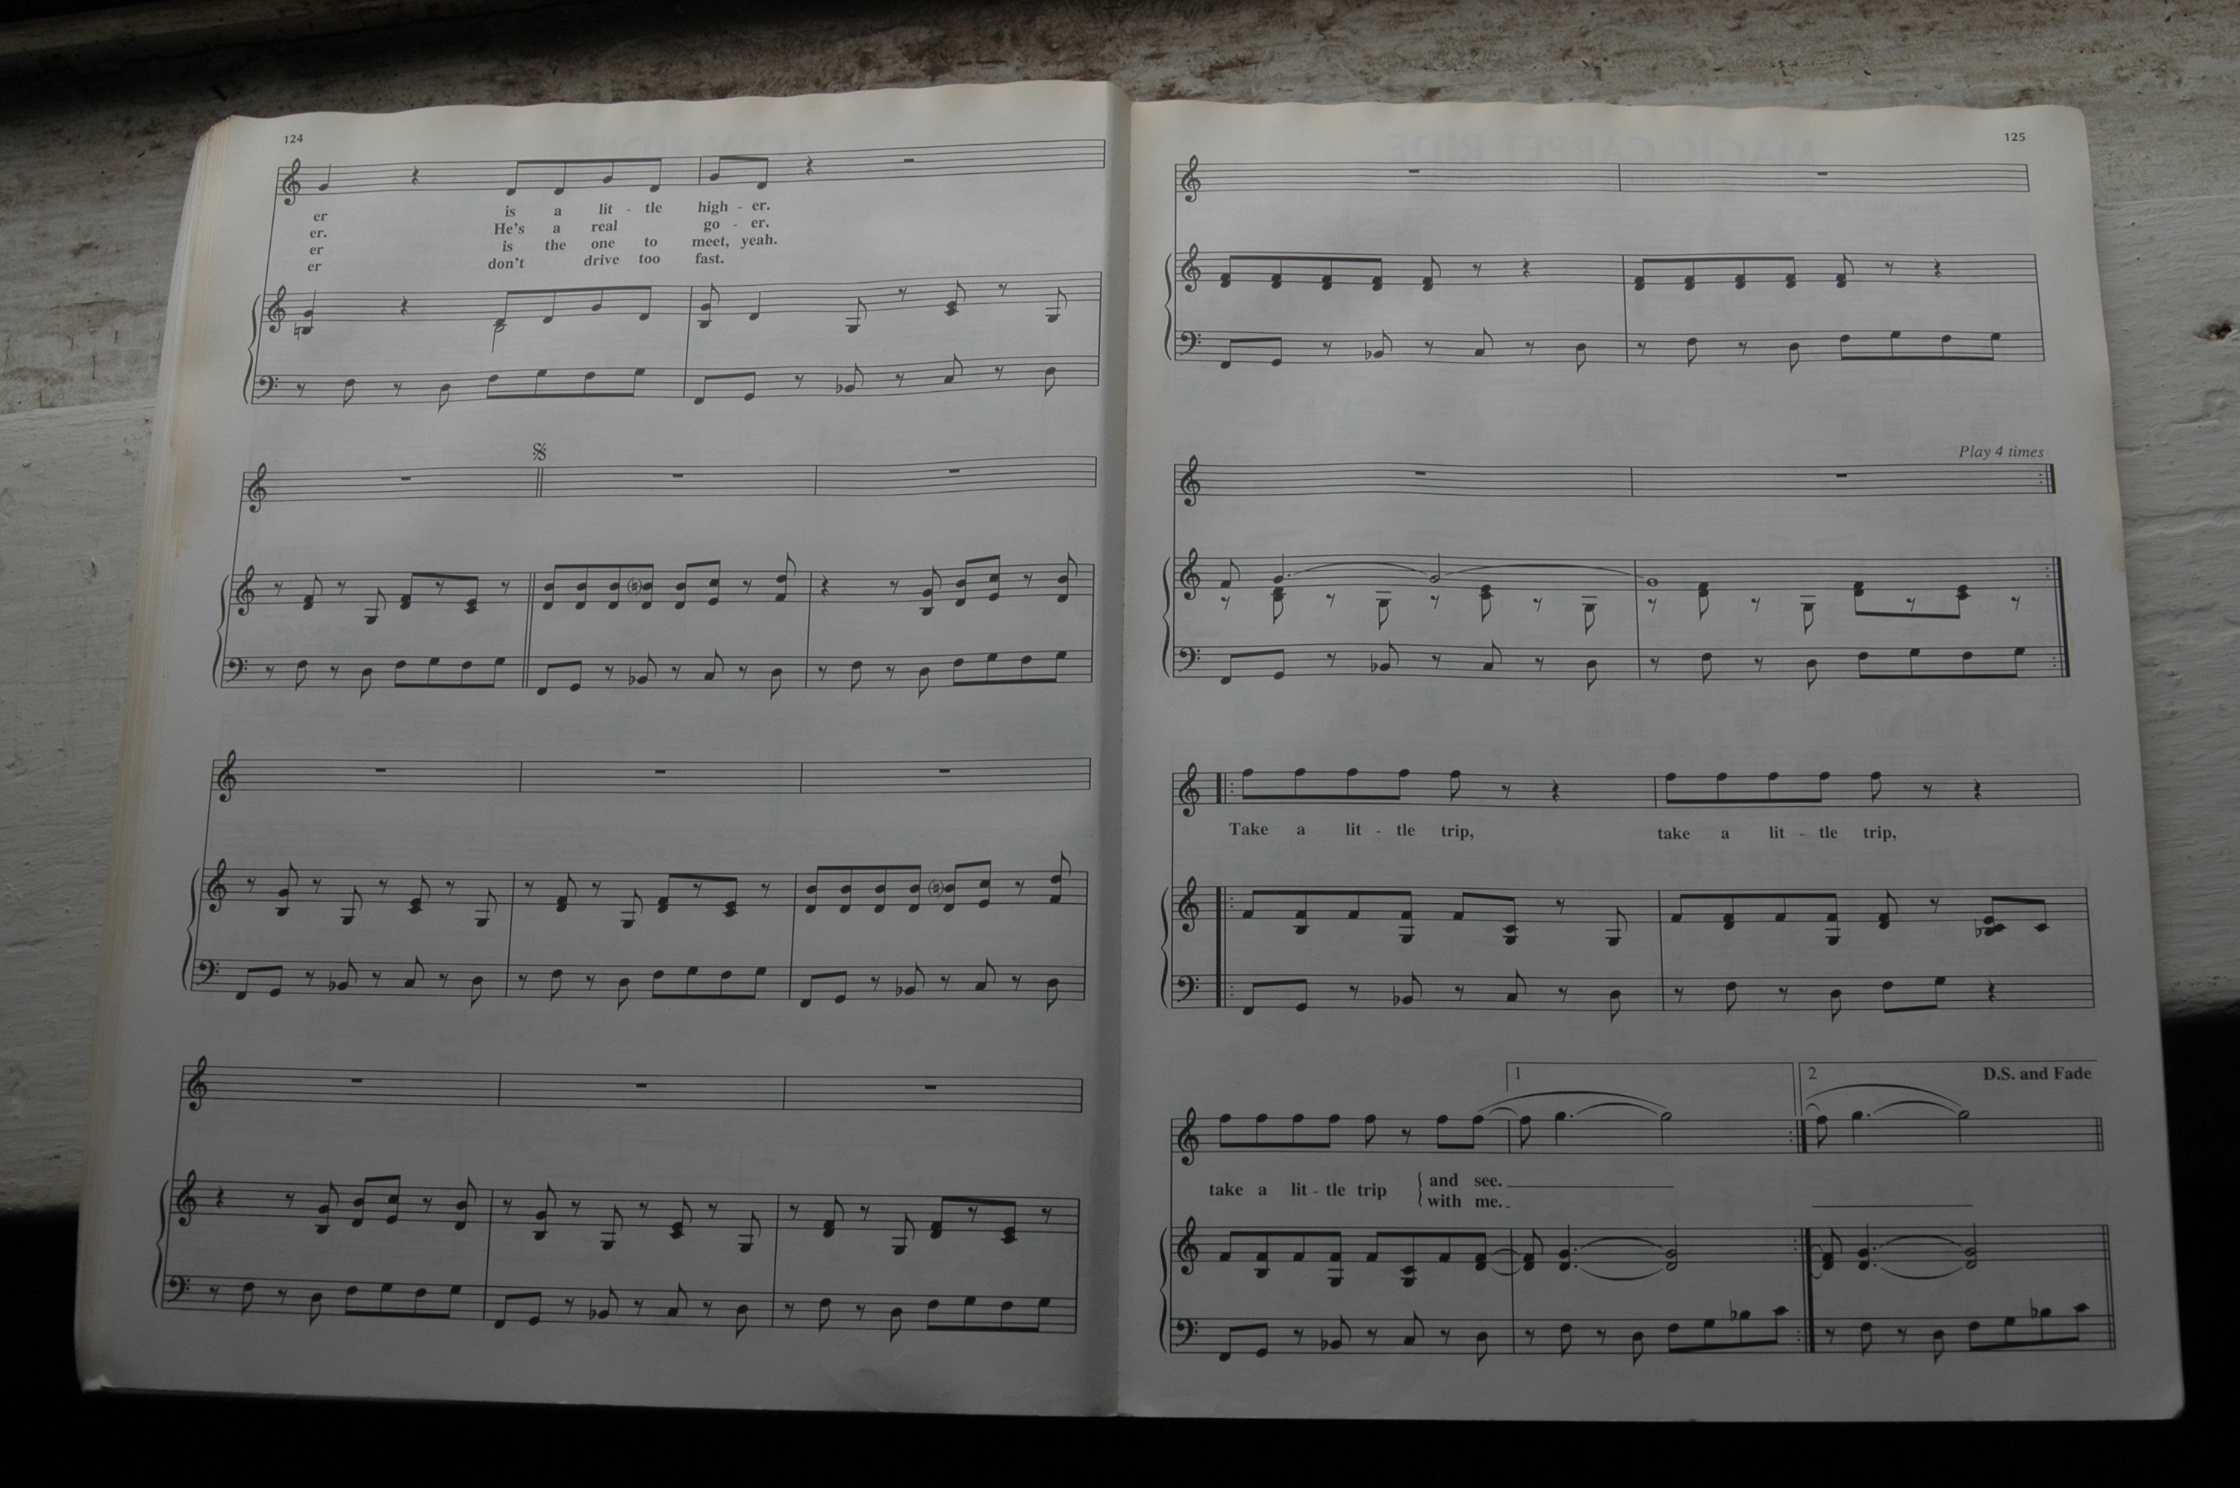 124
er is a lit - tle high - er.
er. He's a real go - er.
er is the one to meet, yeah.
er don't drive too fast.
125
Play 4 times
Take a lit - tle trip, take a lit - tle trip,
1 2 D.S. and Fade
take a lit - tle trip and see.
with me.